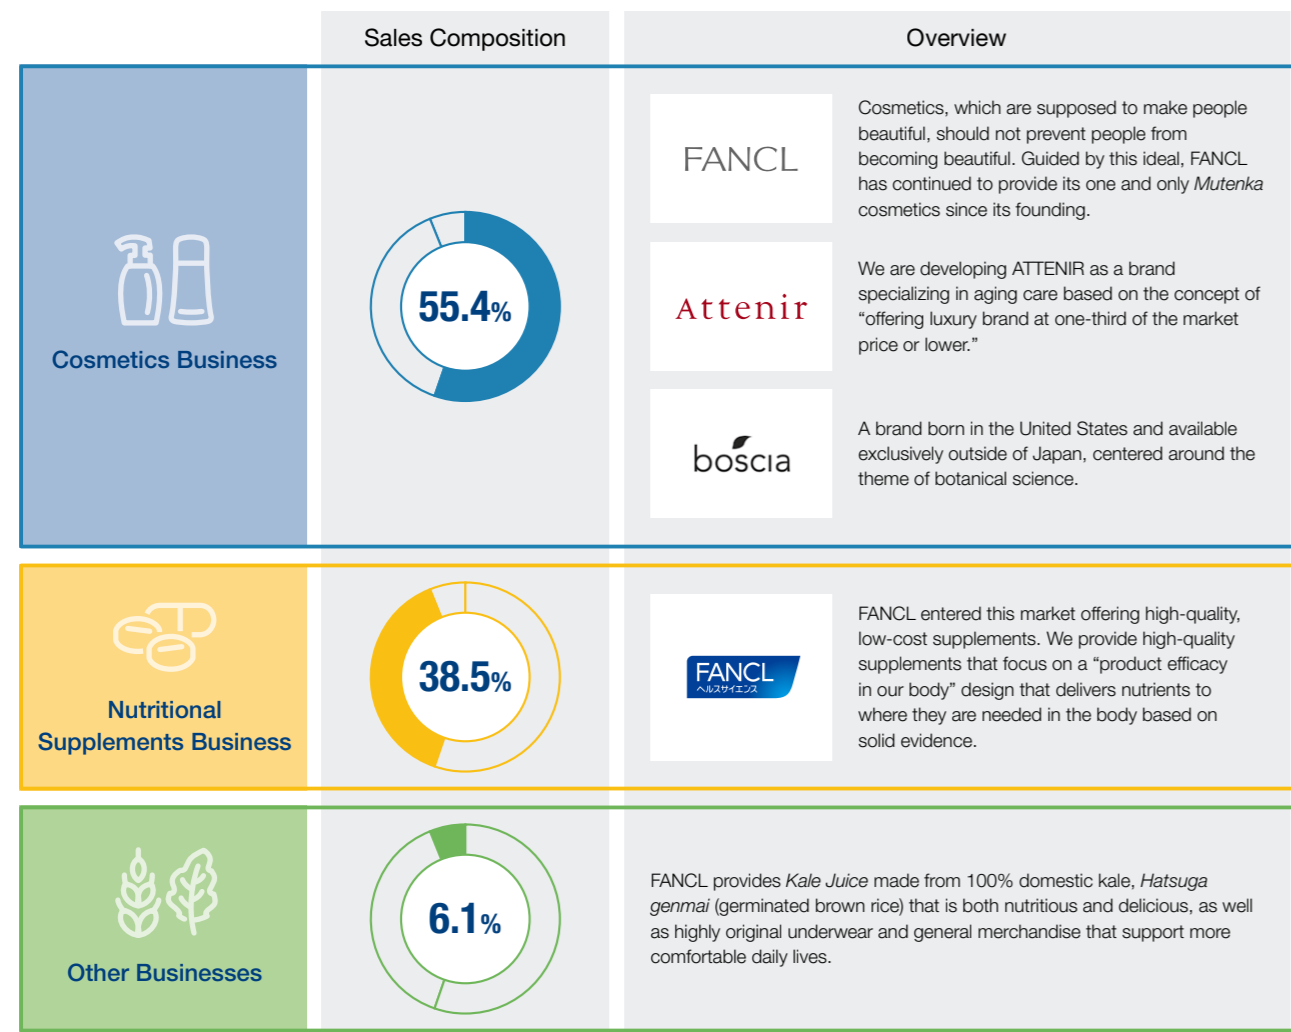 Sales Composition
Overview
Cosmetics Business
55.4%
FANCL
Cosmetics, which are supposed to make people
beautiful, should not prevent people from
becoming beautiful. Guided by this ideal, FANCL
has continued to provide its one and only Mutenka
cosmetics since its founding.
Attenir
We are developing ATTENIR as a brand
specializing in aging care based on the concept of
“offering luxury brand at one-third of the market
price or lower.”
boscia
A brand born in the United States and available
exclusively outside of Japan, centered around the
theme of botanical science.
Nutritional
Supplements Business
38.5%
FANCL
ヘルスサイエンス
FANCL entered this market offering high-quality,
low-cost supplements. We provide high-quality
supplements that focus on a “product efficacy
in our body” design that delivers nutrients to
where they are needed in the body based on
solid evidence.
Other Businesses
6.1%
FANCL provides Kale Juice made from 100% domestic kale, Hatsuga
genmai (germinated brown rice) that is both nutritious and delicious, as well
as highly original underwear and general merchandise that support more
comfortable daily lives.